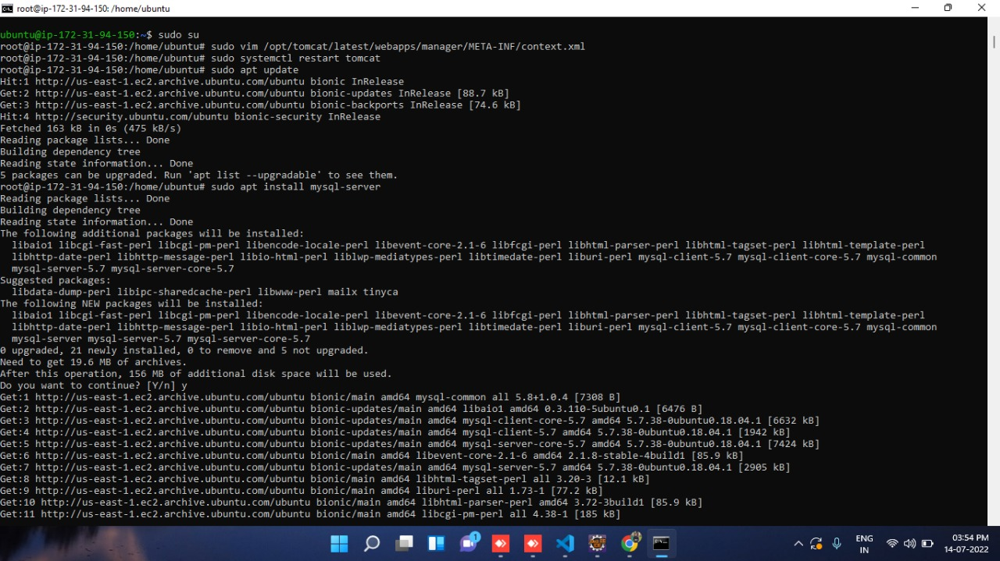 root@ip-172-31-94-150: /home/ubuntu
ubuntu@ip-172-31-94-150:~$ sudo su
root@ip-172-31-94-150:/home/ubuntu# sudo vim /opt/tomcat/latest/webapps/manager/META-INF/context.xml
root@ip-172-31-94-150:/home/ubuntu# sudo systemctl restart tomcat
root@ip-172-31-94-150:/home/ubuntu# sudo apt update
Hit:1 http://us-east-1.ec2.archive.ubuntu.com/ubuntu bionic InRelease
Get:2 http://us-east-1.ec2.archive.ubuntu.com/ubuntu bionic-updates InRelease [88.7 kB]
Get:3 http://us-east-1.ec2.archive.ubuntu.com/ubuntu bionic-backports InRelease [74.6 kB]
Hit:4 http://security.ubuntu.com/ubuntu bionic-security InRelease
Fetched 163 kB in 0s (475 kB/s)
Reading package lists... Done
Building dependency tree
Reading state information... Done
5 packages can be upgraded. Run 'apt list --upgradable' to see them.
root@ip-172-31-94-150:/home/ubuntu# sudo apt install mysql-server
Reading package lists... Done
Building dependency tree
Reading state information... Done
The following additional packages will be installed:
libaio1 libcgi-fast-perl libcgi-pm-perl libencode-locale-perl libevent-core-2.1-6 libfcgi-perl libhtml-parser-perl libhtml-tagset-perl libhtml-template-perl
libhttp-date-perl libhttp-message-perl libio-html-perl liblwp-mediatypes-perl libtimedate-perl liburi-perl mysql-client-5.7 mysql-client-core-5.7 mysql-common
mysql-server-5.7 mysql-server-core-5.7
Suggested packages:
libdata-dump-perl libipc-sharedcache-perl libwww-perl mailx tinyca
The following NEW packages will be installed:
libaio1 libcgi-fast-perl libcgi-pm-perl libencode-locale-perl libevent-core-2.1-6 libfcgi-perl libhtml-parser-perl libhtml-tagset-perl libhtml-template-perl
libhttp-date-perl libhttp-message-perl libio-html-perl liblwp-mediatypes-perl libtimedate-perl liburi-perl mysql-client-5.7 mysql-client-core-5.7 mysql-common
mysql-server mysql-server-5.7 mysql-server-core-5.7
0 upgraded, 21 newly installed, 0 to remove and 5 not upgraded.
Need to get 19.6 MB of archives.
After this operation, 156 MB of additional disk space will be used.
Do you want to continue? [Y/n] y
Get:1 http://us-east-1.ec2.archive.ubuntu.com/ubuntu bionic/main amd64 mysql-common all 5.8+1.0.4 [7308 B]
Get:2 http://us-east-1.ec2.archive.ubuntu.com/ubuntu bionic-updates/main amd64 libaio1 amd64 0.3.110-5ubuntu0.1 [6476 B]
Get:3 http://us-east-1.ec2.archive.ubuntu.com/ubuntu bionic-updates/main amd64 mysql-client-core-5.7 amd64 5.7.38-0ubuntu0.18.04.1 [6632 kB]
Get:4 http://us-east-1.ec2.archive.ubuntu.com/ubuntu bionic-updates/main amd64 mysql-client-5.7 amd64 5.7.38-0ubuntu0.18.04.1 [1942 kB]
Get:5 http://us-east-1.ec2.archive.ubuntu.com/ubuntu bionic-updates/main amd64 mysql-server-core-5.7 amd64 5.7.38-0ubuntu0.18.04.1 [7424 kB]
Get:6 http://us-east-1.ec2.archive.ubuntu.com/ubuntu bionic/main amd64 libevent-core-2.1-6 amd64 2.1.8-stable-4build1 [85.9 kB]
Get:7 http://us-east-1.ec2.archive.ubuntu.com/ubuntu bionic-updates/main amd64 mysql-server-5.7 amd64 5.7.38-0ubuntu0.18.04.1 [2905 kB]
Get:8 http://us-east-1.ec2.archive.ubuntu.com/ubuntu bionic/main amd64 libhtml-tagset-perl all 3.20-3 [12.1 kB]
Get:9 http://us-east-1.ec2.archive.ubuntu.com/ubuntu bionic/main amd64 liburi-perl all 1.73-1 [77.2 kB]
Get:10 http://us-east-1.ec2.archive.ubuntu.com/ubuntu bionic/main amd64 libhtml-parser-perl amd64 3.72-3build1 [85.9 kB]
Get:11 http://us-east-1.ec2.archive.ubuntu.com/ubuntu bionic/main amd64 libcgi-pm-perl all 4.38-1 [185 kB]
1
ENG
IN
03:54 PM
14-07-2022